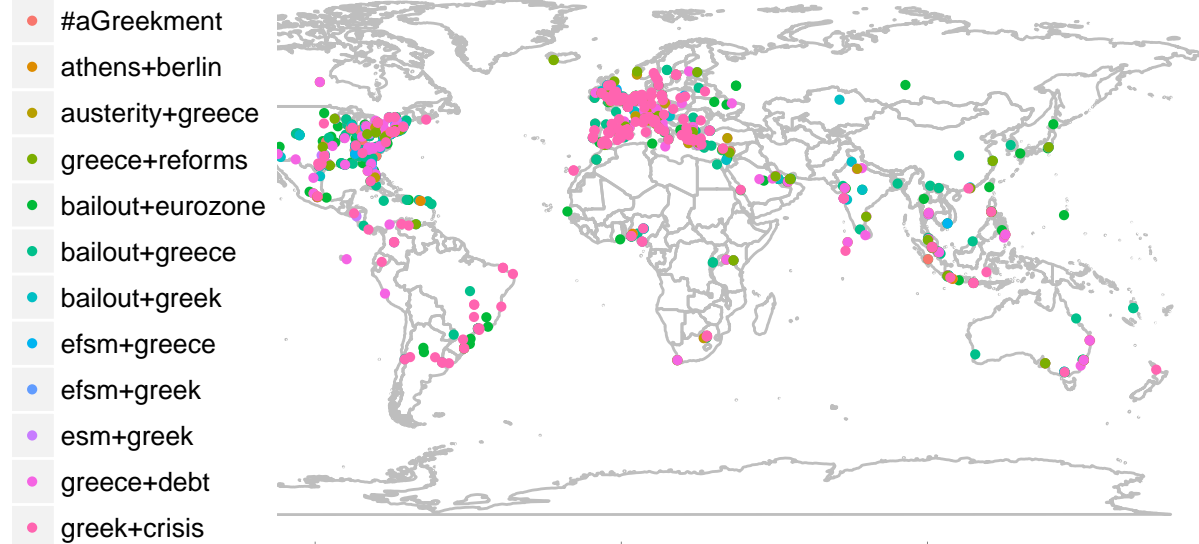 #aGreekment
athens+berlin
austerity+greece
greece+reforms
bailout+eurozone
bailout+greece
bailout+greek
efsm+greece
efsm+greek
esm+greek
greece+debt
greek+crisis